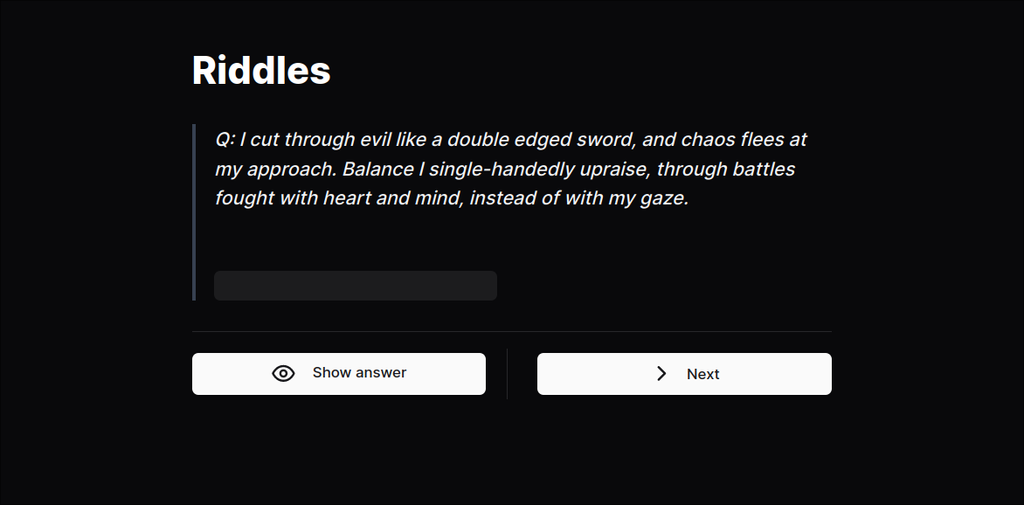 Riddles
Q: I cut through evil like a double edged sword, and chaos flees at
my approach. Balance I single-handedly upraise, through battles
fought with heart and mind, instead of with my gaze.
Show answer
Next